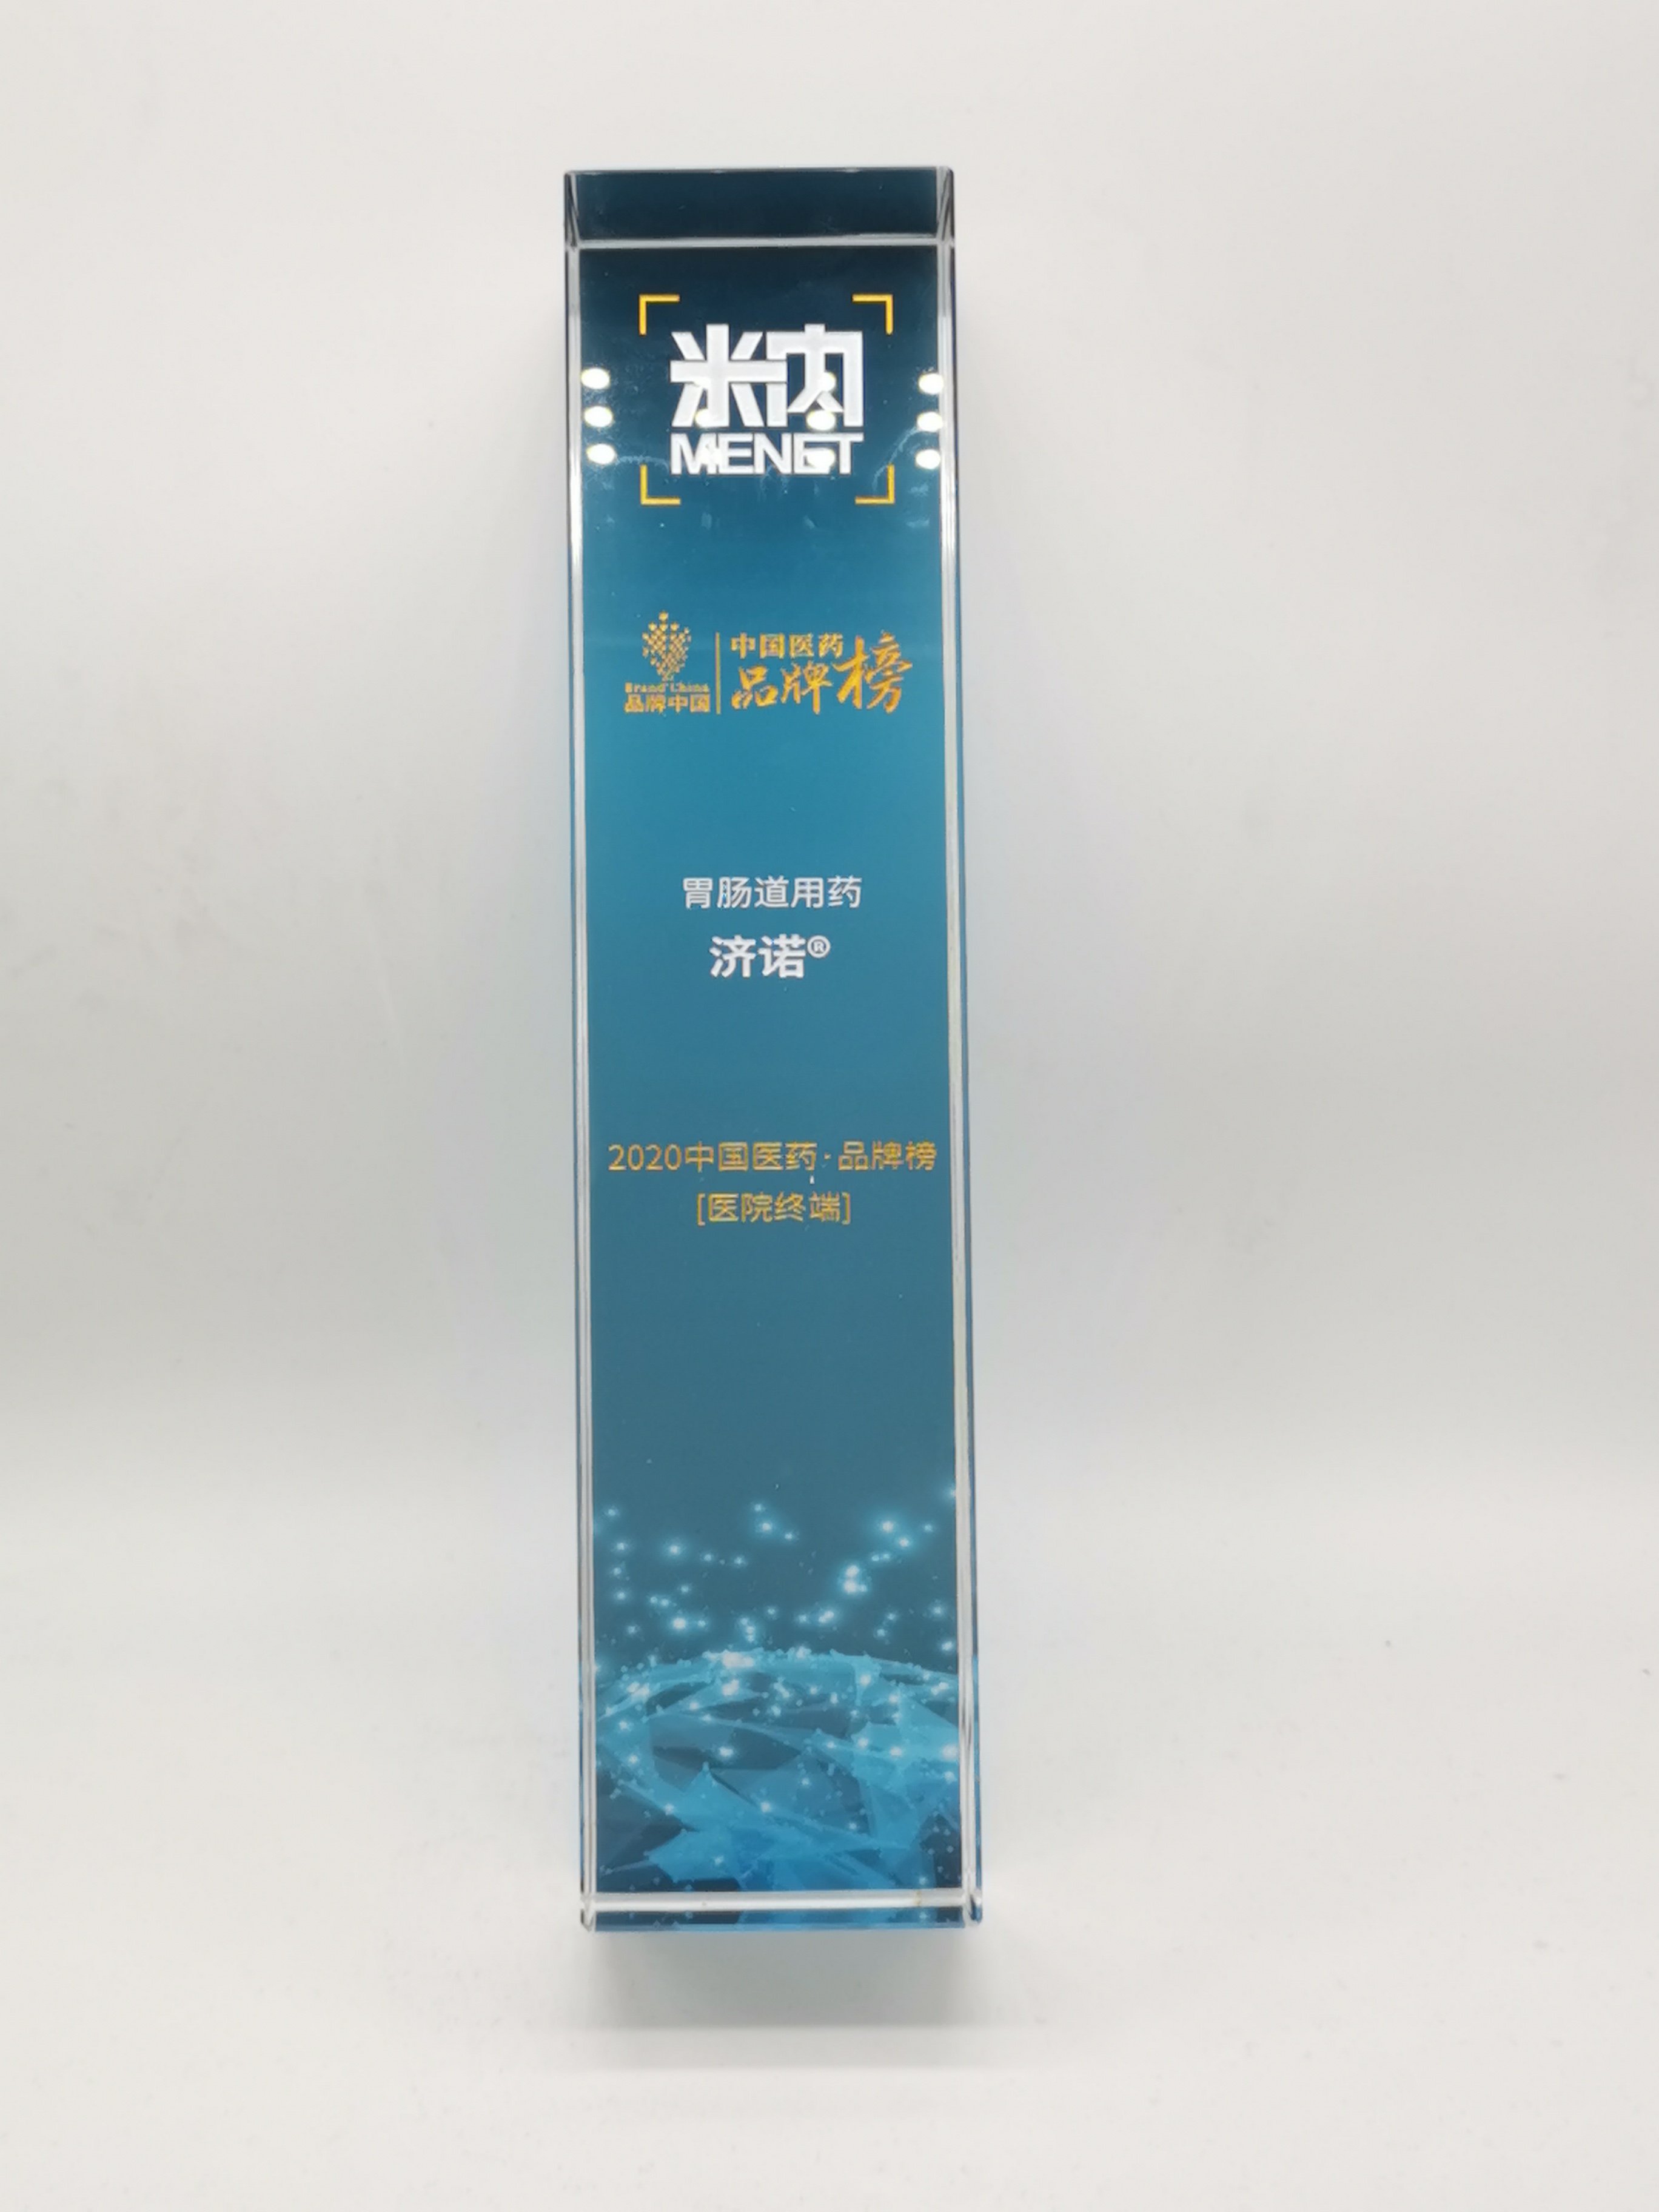 米内
MENET
中国医药
品牌榜
Brand China
品牌中国
胃肠道用药
济诺®
2020中国医药·品牌榜
[医院终端]